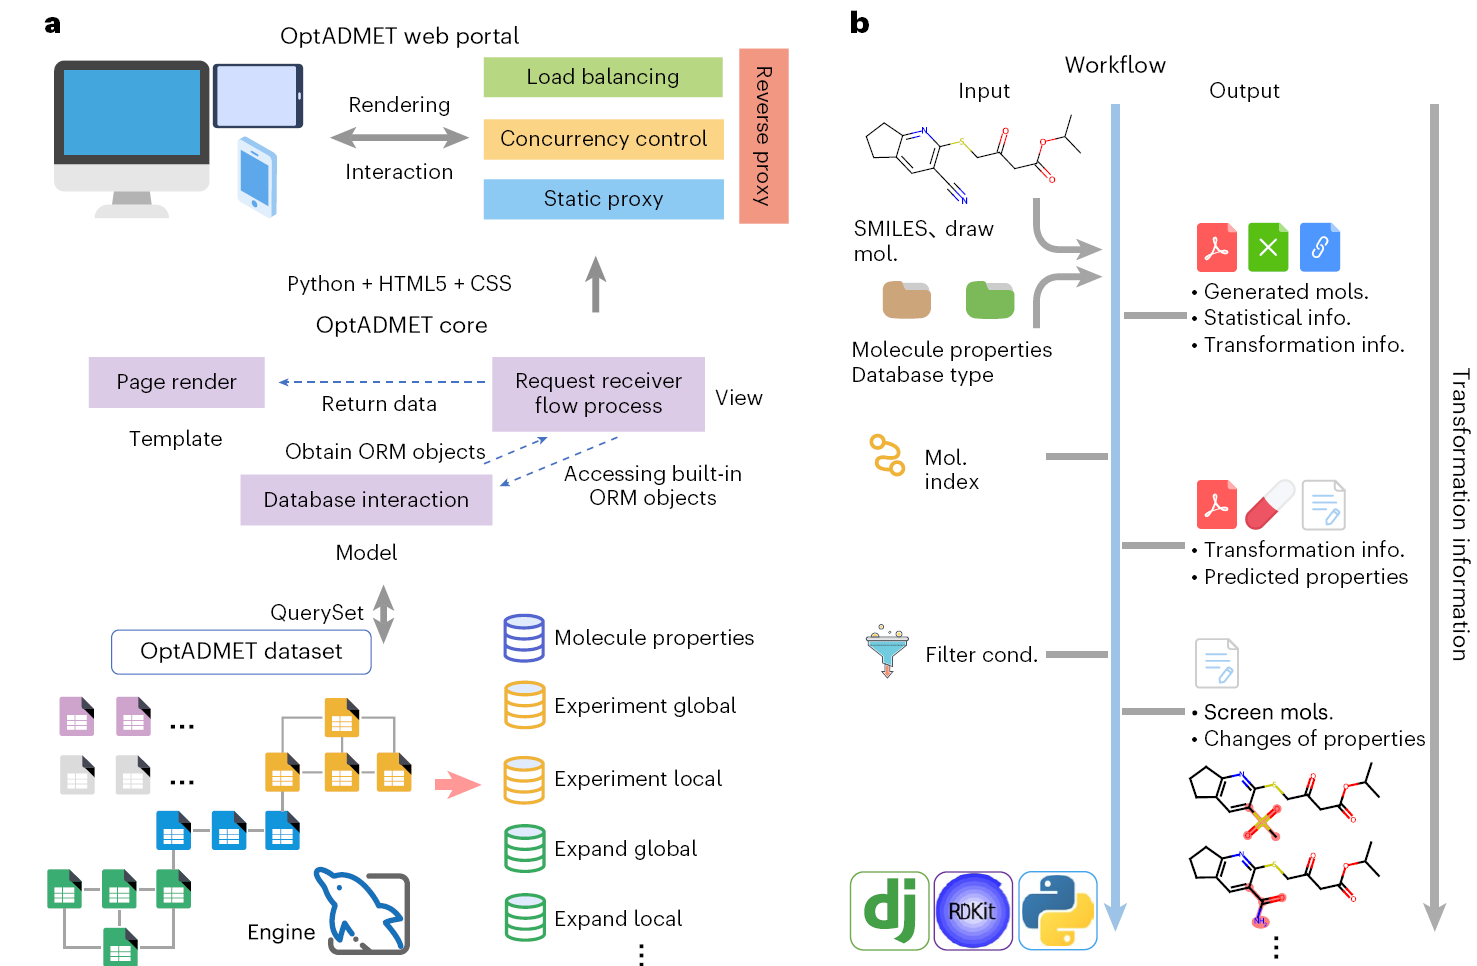 a
OptADMET web portal
Rendering
Interaction
Load balancing
Concurrency control
Static proxy
Reverse proxy
Python + HTML5 + CSS
OptADMET core
Page render
Return data
Request receiver
flow process
View
Template
Obtain ORM objects
Accessing built-in
ORM objects
Database interaction
Model
QuerySet
OptADMET dataset
...
...
Engine
Molecule properties
Experiment global
Experiment local
Expand global
Expand local
⋮
b
Workflow
Input
Output
N
S
O
O
O
N
SMILES、draw
mol.
Molecule properties
Database type
• Generated mols.
• Statistical info.
• Transformation info.
Mol.
index
• Transformation info.
• Predicted properties
Filter cond.
• Screen mols.
• Changes of properties
N
S
O
O
O
S
O
O
N
S
O
O
O
O
NH
⋮
dj
RDKit
Transformation information